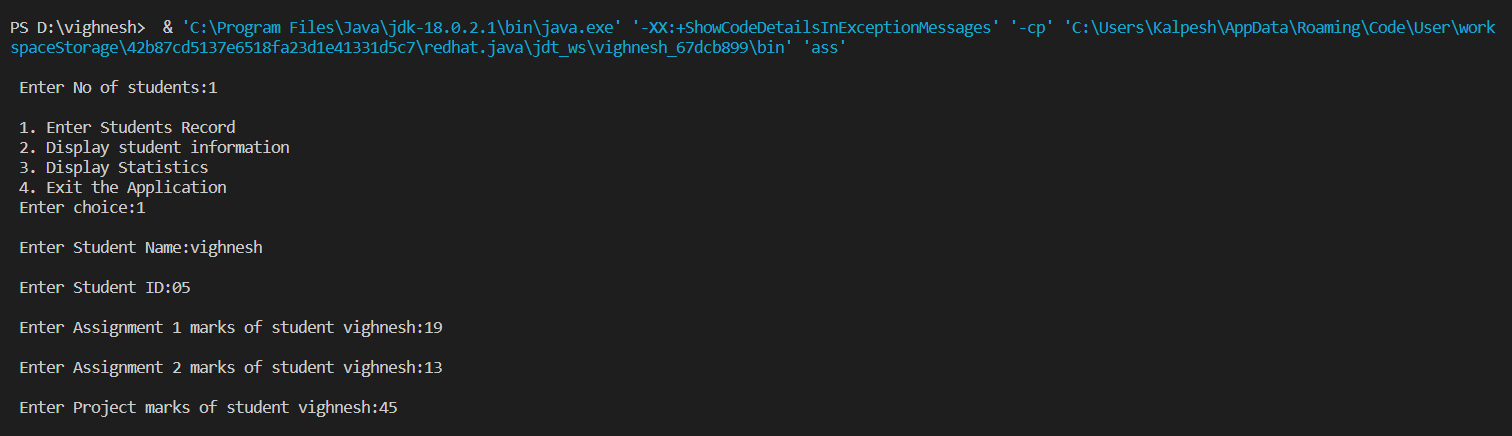 PS D:\vighnesh>  & 'C:\Program Files\Java\jdk-18.0.2.1\bin\java.exe' '-XX:+ShowCodeDetailsInExceptionMessages' '-cp' 'C:\Users\Kalpesh\AppData\Roaming\Code\User\work
spaceStorage\42b87cd5137e6518fa23d1e41331d5c7\redhat.java\jdt_ws\vighnesh_67dcb899\bin' 'ass'
Enter No of students:1
1. Enter Students Record
2. Display student information
3. Display Statistics
4. Exit the Application
Enter choice:1
Enter Student Name:vighnesh
Enter Student ID:05
Enter Assignment 1 marks of student vighnesh:19
Enter Assignment 2 marks of student vighnesh:13
Enter Project marks of student vighnesh:45